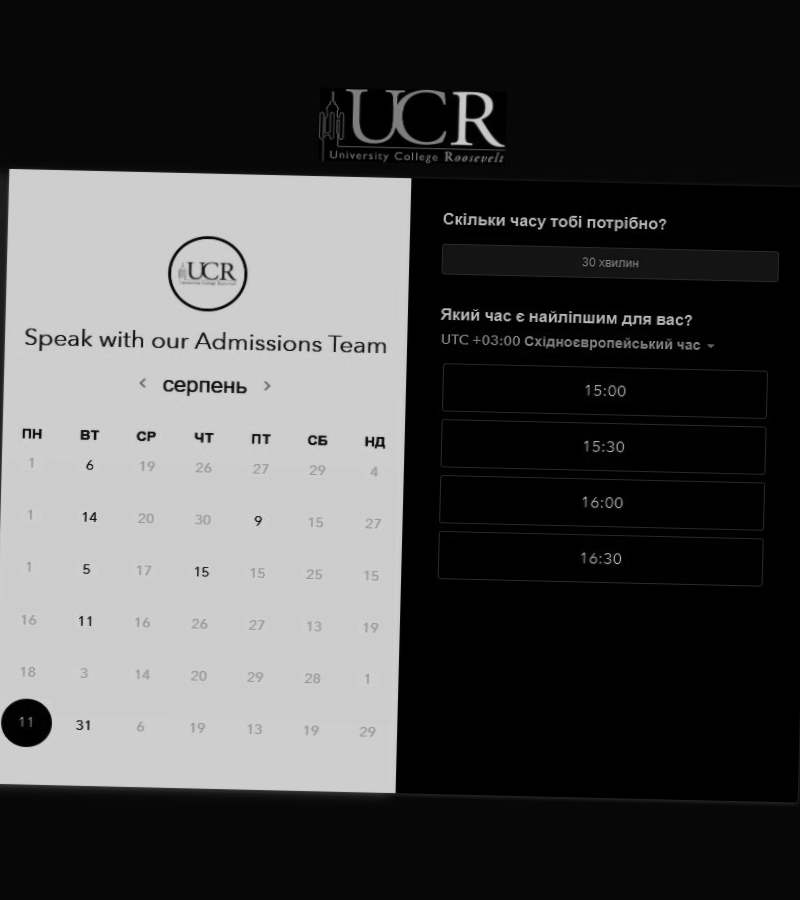 UCR
University College Roosevelt
UCR
Speak with our Admissions Team
< серпень >
ПН ВТ СР ЧТ ПТ СБ НД
1 6 19 26 27 29 4
1 14 20 30 9 15 27
1 5 17 15 15 25 15
16 11 16 26 27 13 19
18 3 14 20 29 28 1
11 31 6 19 13 19 29
Скільки часу тобі потрібно?
30 хвилин
Який час є найліпшим для вас?
UTC +03:00 Східноєвропейський час
15:00
15:30
16:00
16:30